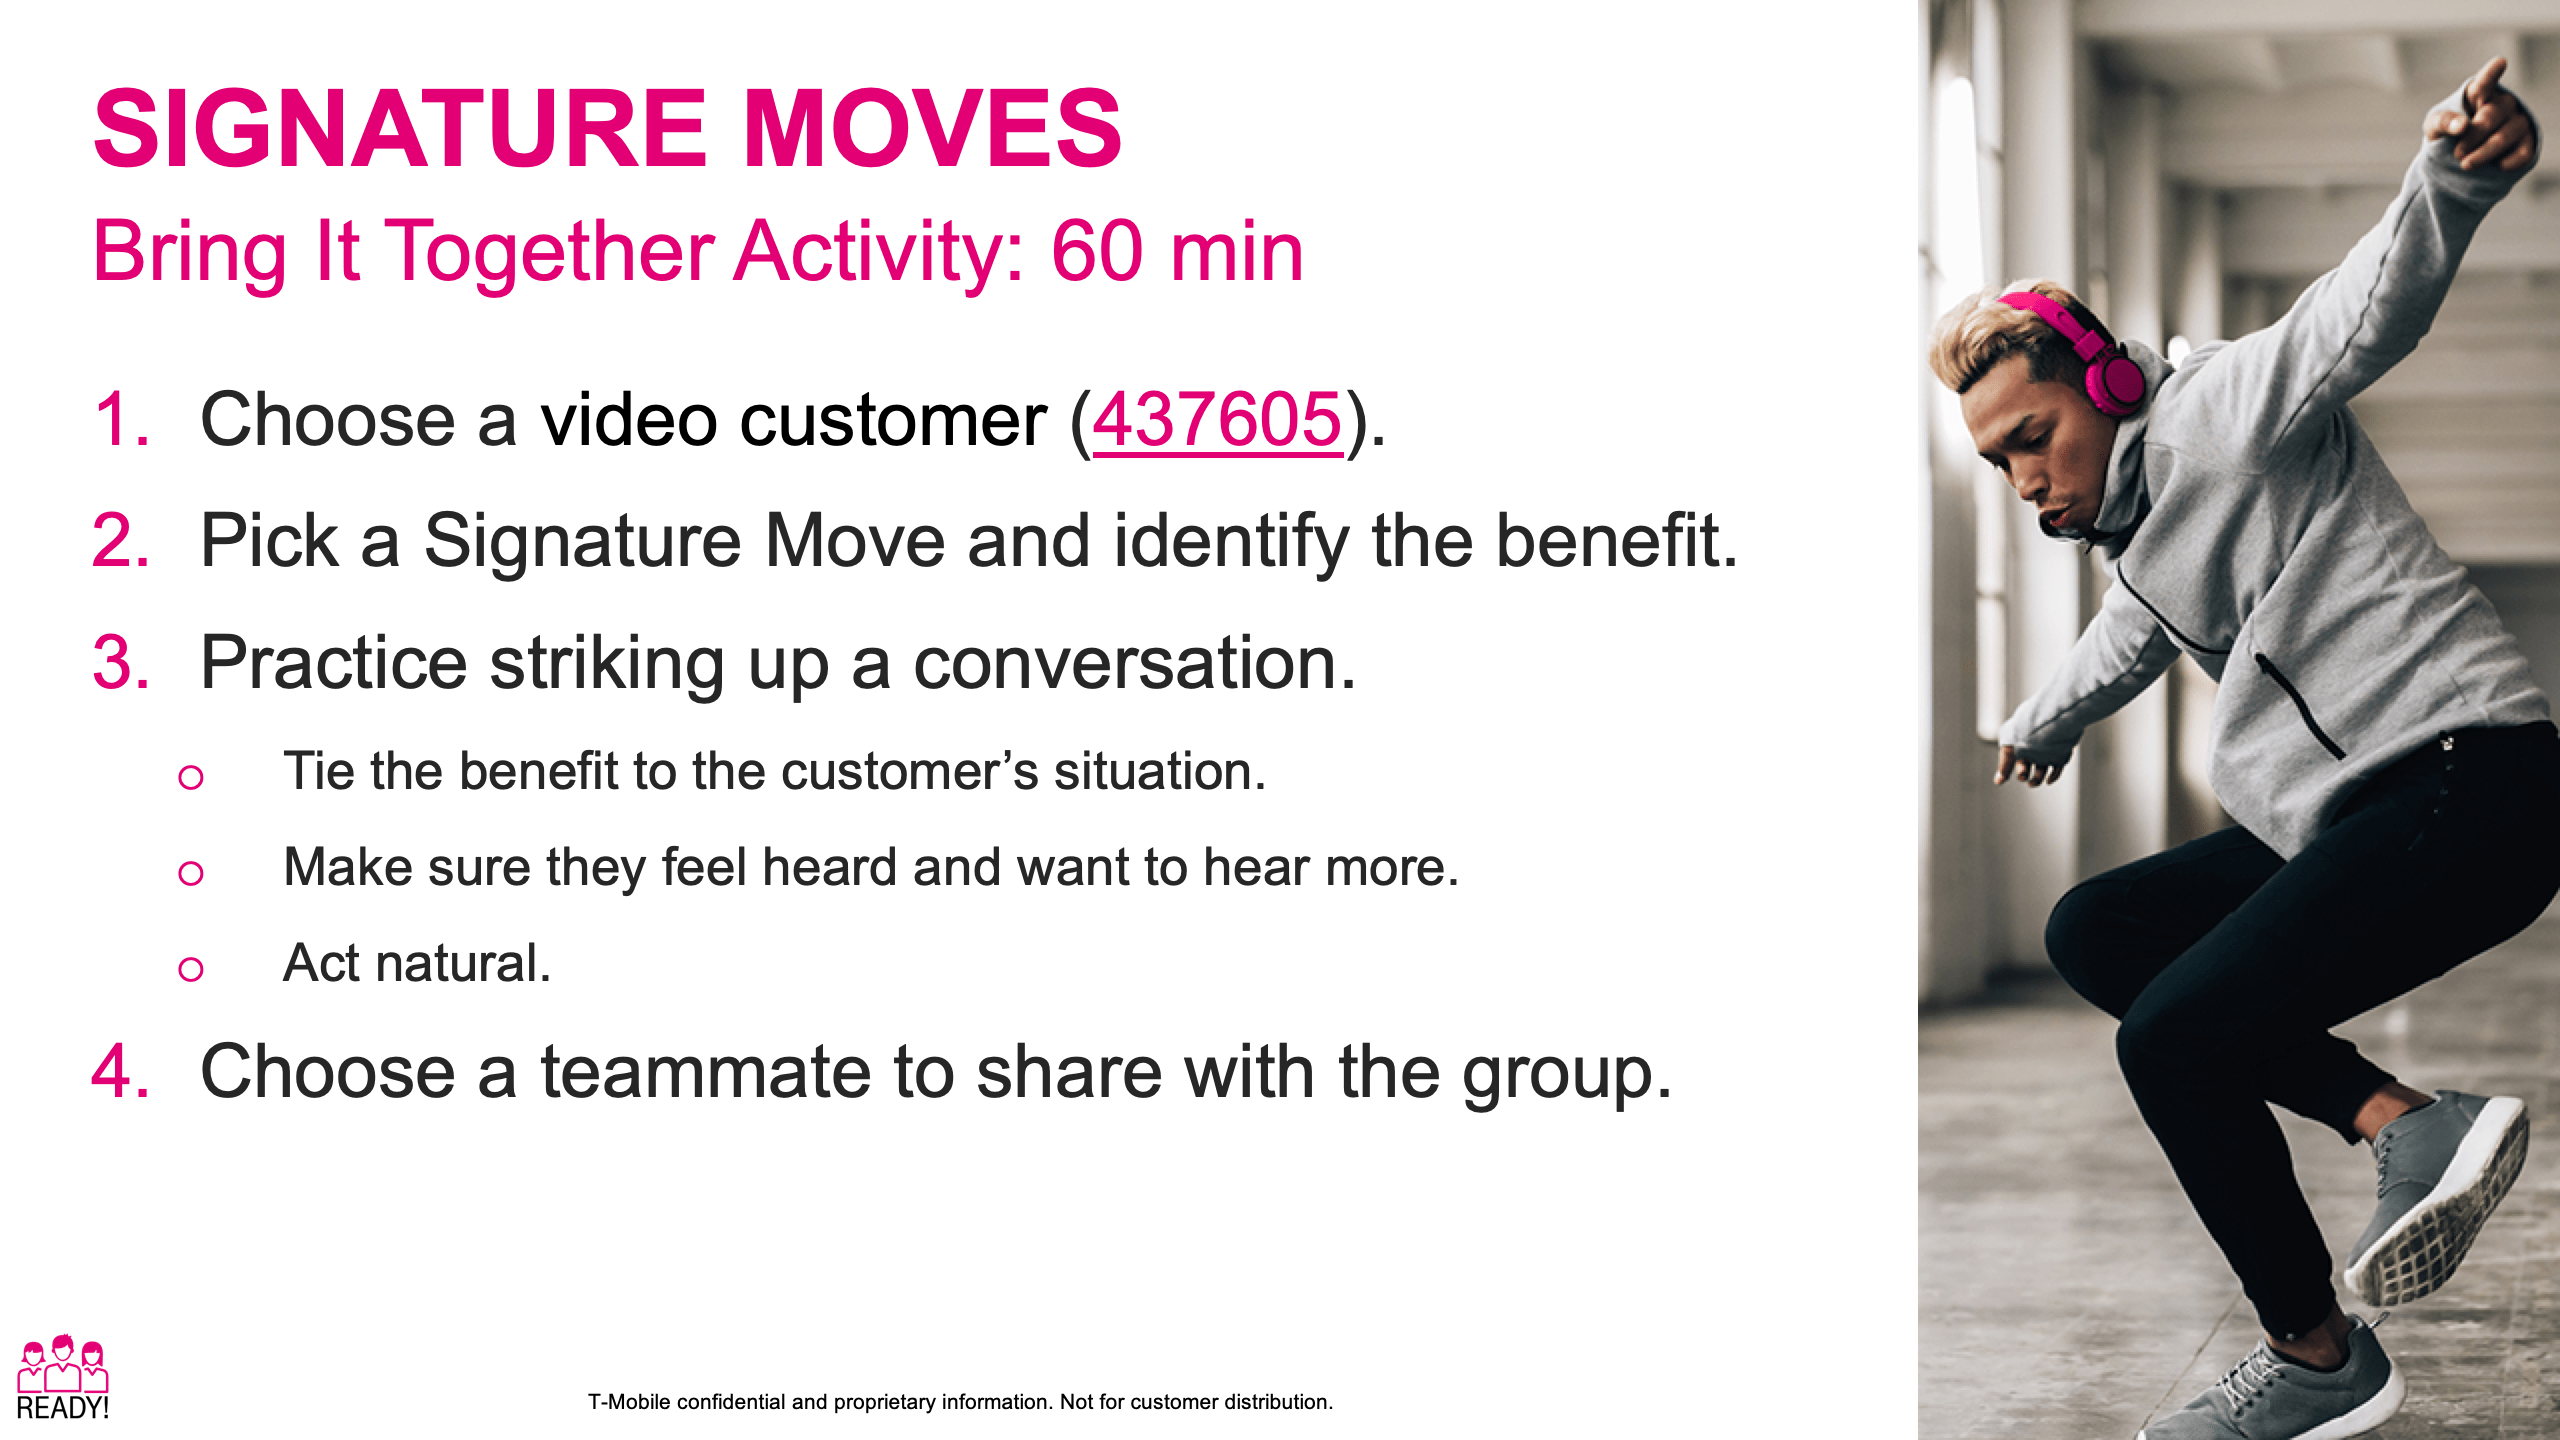 SIGNATURE MOVES
Bring It Together Activity: 60 min
1. Choose a video customer (437605).
2. Pick a Signature Move and identify the benefit.
3. Practice striking up a conversation.
○ Tie the benefit to the customer’s situation.
○ Make sure they feel heard and want to hear more.
○ Act natural.
4. Choose a teammate to share with the group.
READY!
T-Mobile confidential and proprietary information. Not for customer distribution.